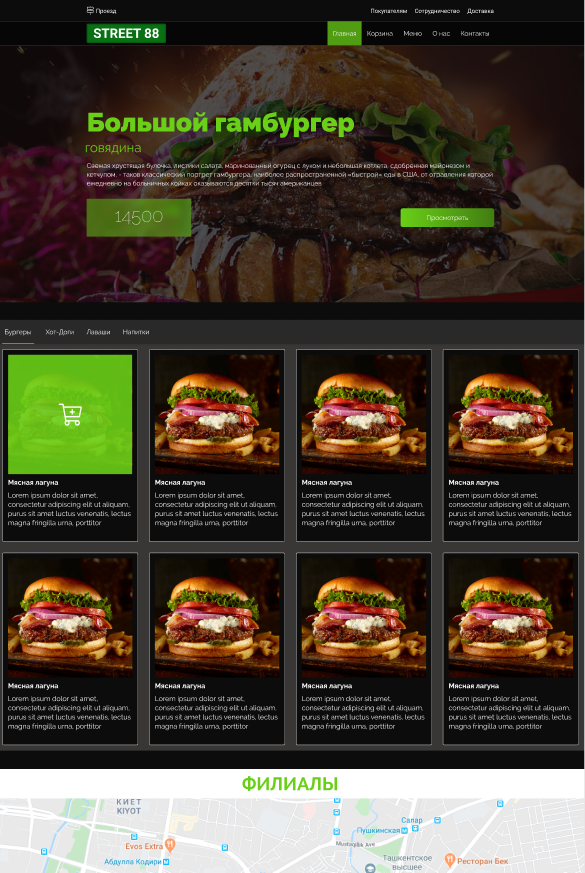 Проезд
Покупателям Сотрудничество Доставка
STREET 88
Главная Корзина Меню О нас Контакты
Большой гамбургер
говядина
Свежая хрустящая булочка, листики салата, маринованный огурец с луком и небольшая котлета, сдобренная майонезом и
кетчупом, - таков классический портрет гамбургера, наиболее распространенной «быстрой» еды в США, от отравления которой
ежедневно на больничных койках оказываются десятки тысяч американцев
14500
Просмотреть
Бургеры Хот-Доги Лаваши Напитки
Мясная лагуна
Lorem ipsum dolor sit amet,
consectetur adipiscing elit ut aliquam,
purus sit amet luctus venenatis, lectus
magna fringilla urna, porttitor
Мясная лагуна
Lorem ipsum dolor sit amet,
consectetur adipiscing elit ut aliquam,
purus sit amet luctus venenatis, lectus
magna fringilla urna, porttitor
Мясная лагуна
Lorem ipsum dolor sit amet,
consectetur adipiscing elit ut aliquam,
purus sit amet luctus venenatis, lectus
magna fringilla urna, porttitor
Мясная лагуна
Lorem ipsum dolor sit amet,
consectetur adipiscing elit ut aliquam,
purus sit amet luctus venenatis, lectus
magna fringilla urna, porttitor
Мясная лагуна
Lorem ipsum dolor sit amet,
consectetur adipiscing elit ut aliquam,
purus sit amet luctus venenatis, lectus
magna fringilla urna, porttitor
Мясная лагуна
Lorem ipsum dolor sit amet,
consectetur adipiscing elit ut aliquam,
purus sit amet luctus venenatis, lectus
magna fringilla urna, porttitor
Мясная лагуна
Lorem ipsum dolor sit amet,
consectetur adipiscing elit ut aliquam,
purus sit amet luctus venenatis, lectus
magna fringilla urna, porttitor
Мясная лагуна
Lorem ipsum dolor sit amet,
consectetur adipiscing elit ut aliquam,
purus sit amet luctus venenatis, lectus
magna fringilla urna, porttitor
ФИЛИАЛЫ
КИЕТ
KIYOT
Салар
Пушкинская
Evos Extra
Абдулла Кодири
Ташкентское
высшее
Ресторан Бек